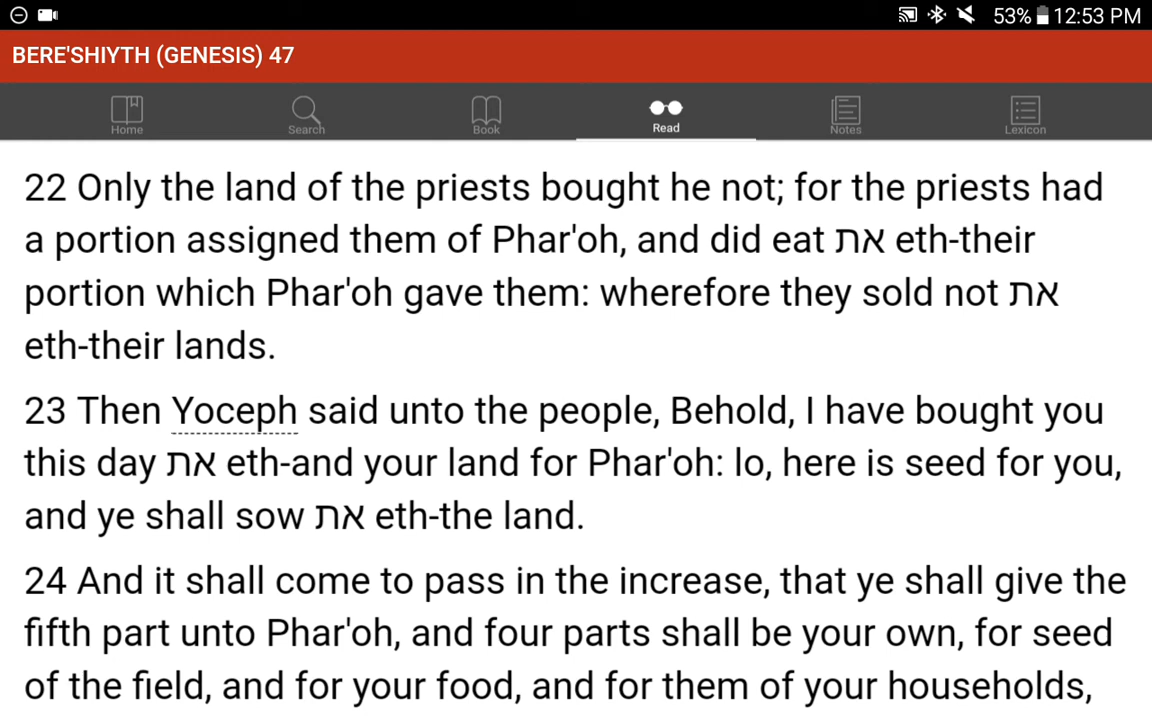 53% 12:53 PM
BERE'SHIYTH (GENESIS) 47
Home Search Book Read Notes Lexicon
22 Only the land of the priests bought he not; for the priests had
a portion assigned them of Phar'oh, and did eat את eth-their
portion which Phar'oh gave them: wherefore they sold not את
eth-their lands.
23 Then Yoceph said unto the people, Behold, I have bought you
this day את eth-and your land for Phar'oh: lo, here is seed for you,
and ye shall sow את eth-the land.
24 And it shall come to pass in the increase, that ye shall give the
fifth part unto Phar'oh, and four parts shall be your own, for seed
of the field, and for your food, and for them of your households,